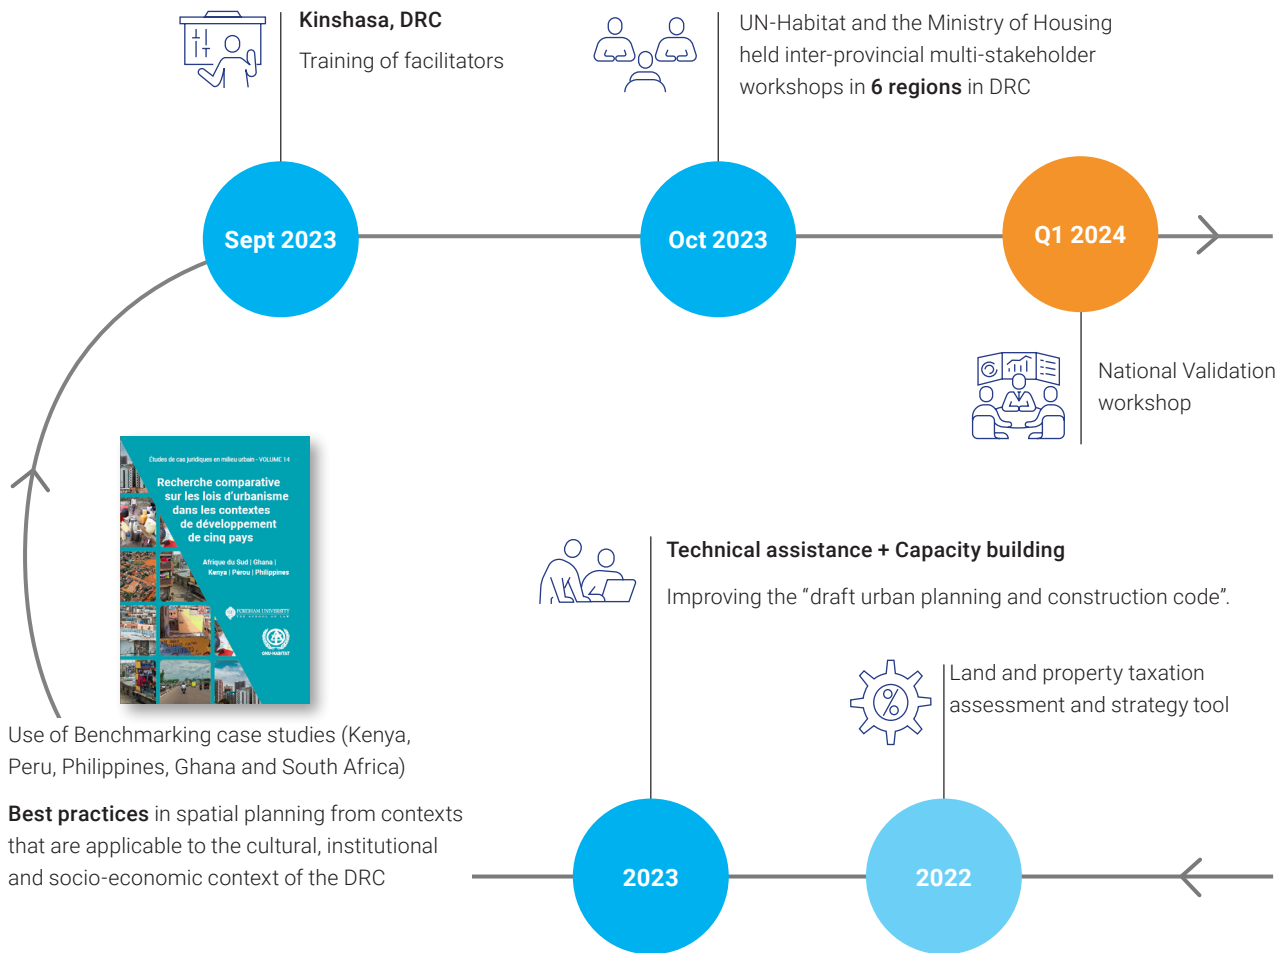 Kinshasa, DRC
Training of facilitators
UN-Habitat and the Ministry of Housing
held inter-provincial multi-stakeholder
workshops in 6 regions in DRC
Sept 2023
Oct 2023
Q1 2024
National Validation
workshop
Études de cas juridiques en milieu urbain - VOLUME 14
Recherche comparative
sur les lois d'urbanisme
dans les contextes
de développement
de cinq pays
Afrique du Sud | Ghana |
Kenya | Pérou | Philippines
FORDHAM UNIVERSITY
ONU-HABITAT
Use of Benchmarking case studies (Kenya,
Peru, Philippines, Ghana and South Africa)
Best practices in spatial planning from contexts
that are applicable to the cultural, institutional
and socio-economic context of the DRC
Technical assistance + Capacity building
Improving the “draft urban planning and construction code”.
Land and property taxation
assessment and strategy tool
2023
2022
%